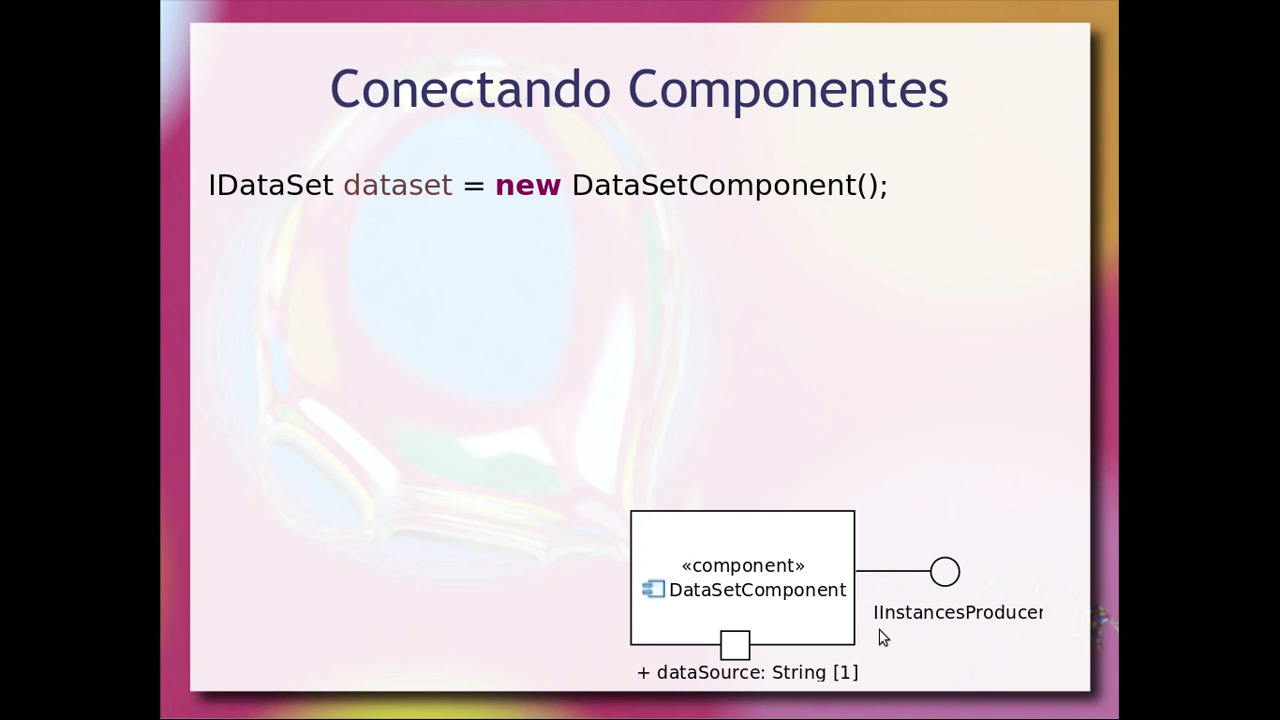 Conectando Componentes
IDataSet dataset = new DataSetComponent();
«component»
DataSetComponent
IInstancesProducer
+ dataSource: String [1]